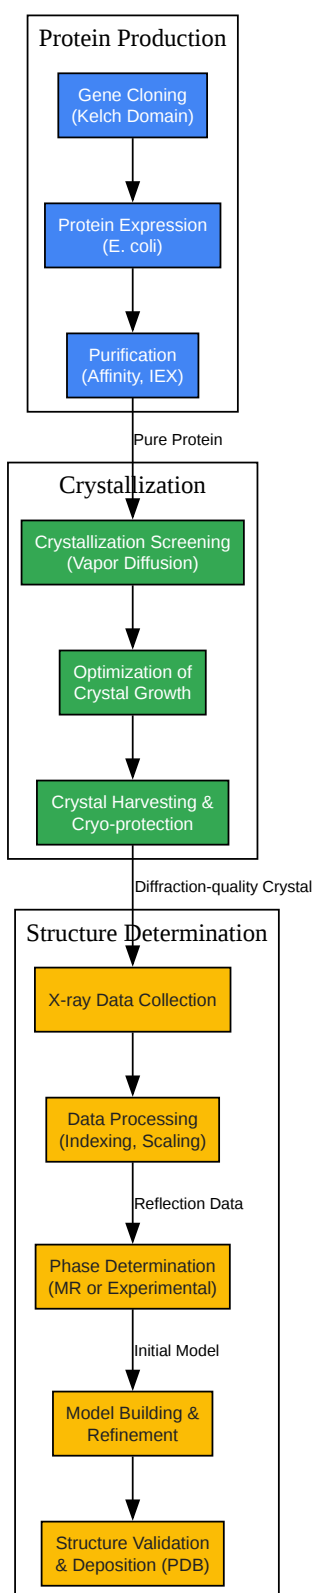 Protein Production
Gene Cloning
(Kelch Domain)
Protein Expression
(E. coli)
Purification
(Affinity, IEX)
Pure Protein
Crystallization
Crystallization Screening
(Vapor Diffusion)
Optimization of
Crystal Growth
Crystal Harvesting &
Cryo-protection
Diffraction-quality Crystal
Structure Determination
X-ray Data Collection
Data Processing
(Indexing, Scaling)
Reflection Data
Phase Determination
(MR or Experimental)
Initial Model
Model Building &
Refinement
Structure Validation
& Deposition (PDB)